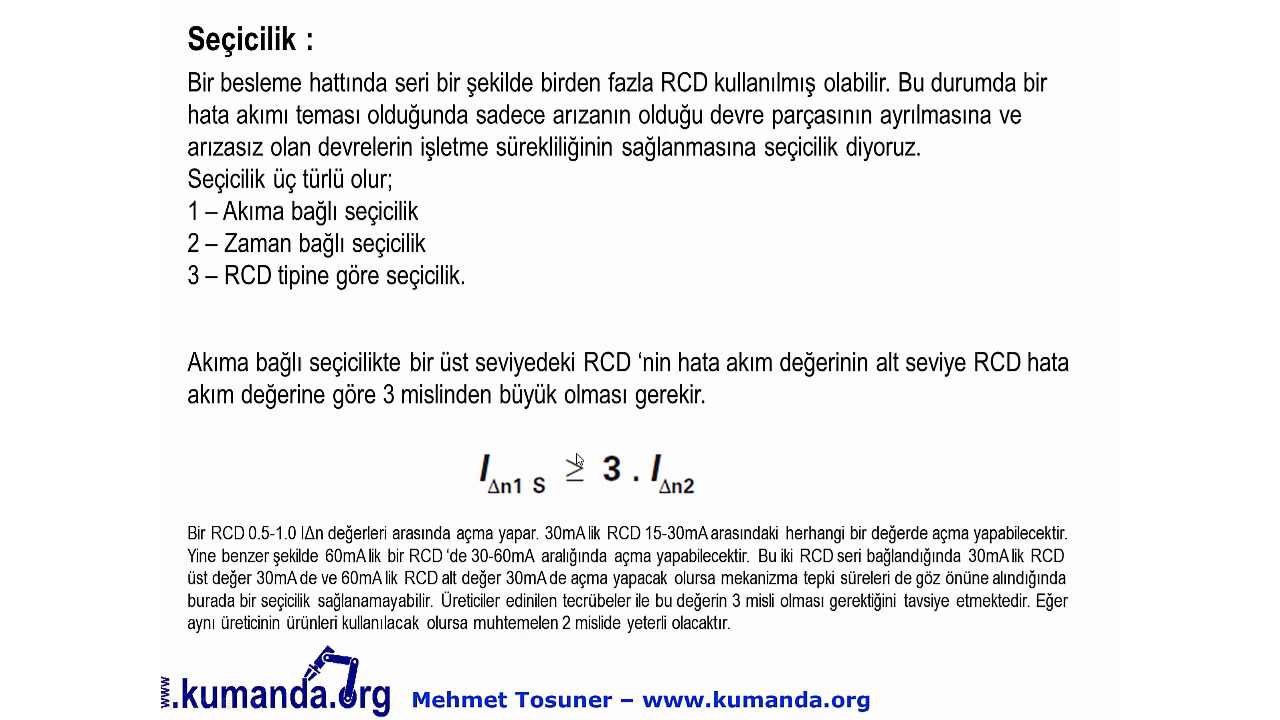 Seçicilik :
Bir besleme hattında seri bir şekilde birden fazla RCD kullanılmış olabilir. Bu durumda bir
hata akımı teması olduğunda sadece arızanın olduğu devre parçasının ayrılmasına ve
arızasız olan devrelerin işletme sürekliliğinin sağlanmasına seçicilik diyoruz.
Seçicilik üç türlü olur;
1 – Akıma bağlı seçicilik
2 – Zaman bağlı seçicilik
3 – RCD tipine göre seçicilik.
Akıma bağlı seçicilikte bir üst seviyedeki RCD ‘nin hata akım değerinin alt seviye RCD hata
akım değerine göre 3 mislinden büyük olması gerekir.
I∆n1 S ≥ 3 . I∆n2
Bir RCD 0.5-1.0 I∆n değerleri arasında açma yapar. 30mA lik RCD 15-30mA arasındaki herhangi bir değerde açma yapabilecektir.
Yine benzer şekilde 60mA lik bir RCD ‘de 30-60mA aralığında açma yapabilecektir. Bu iki RCD seri bağlandığında 30mA lik RCD
üst değer 30mA de ve 60mA lik RCD alt değer 30mA de açma yapacak olursa mekanizma tepki süreleri de göz önüne alındığında
burada bir seçicilik sağlanamayabilir. Üreticiler edinilen tecrübeler ile bu değerin 3 misli olması gerektiğini tavsiye etmektedir. Eğer
aynı üreticinin ürünleri kullanılacak olursa muhtemelen 2 mislide yeterli olacaktır.
www.kumanda.org
Mehmet Tosuner – www.kumanda.org